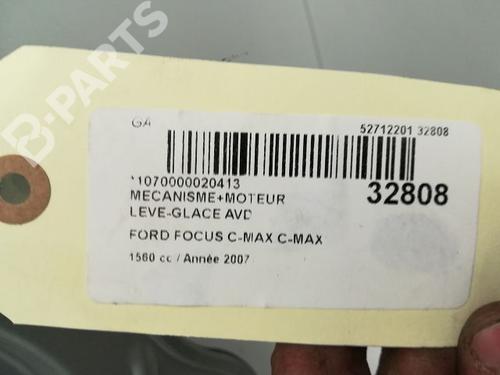 B-PARTS
GA
52712201 32808
*1070000020413
32808
MECANISME+MOTEUR
LEVE-GLACE AVD
FORD FOCUS C-MAX C-MAX
1560 cc / Année 2007